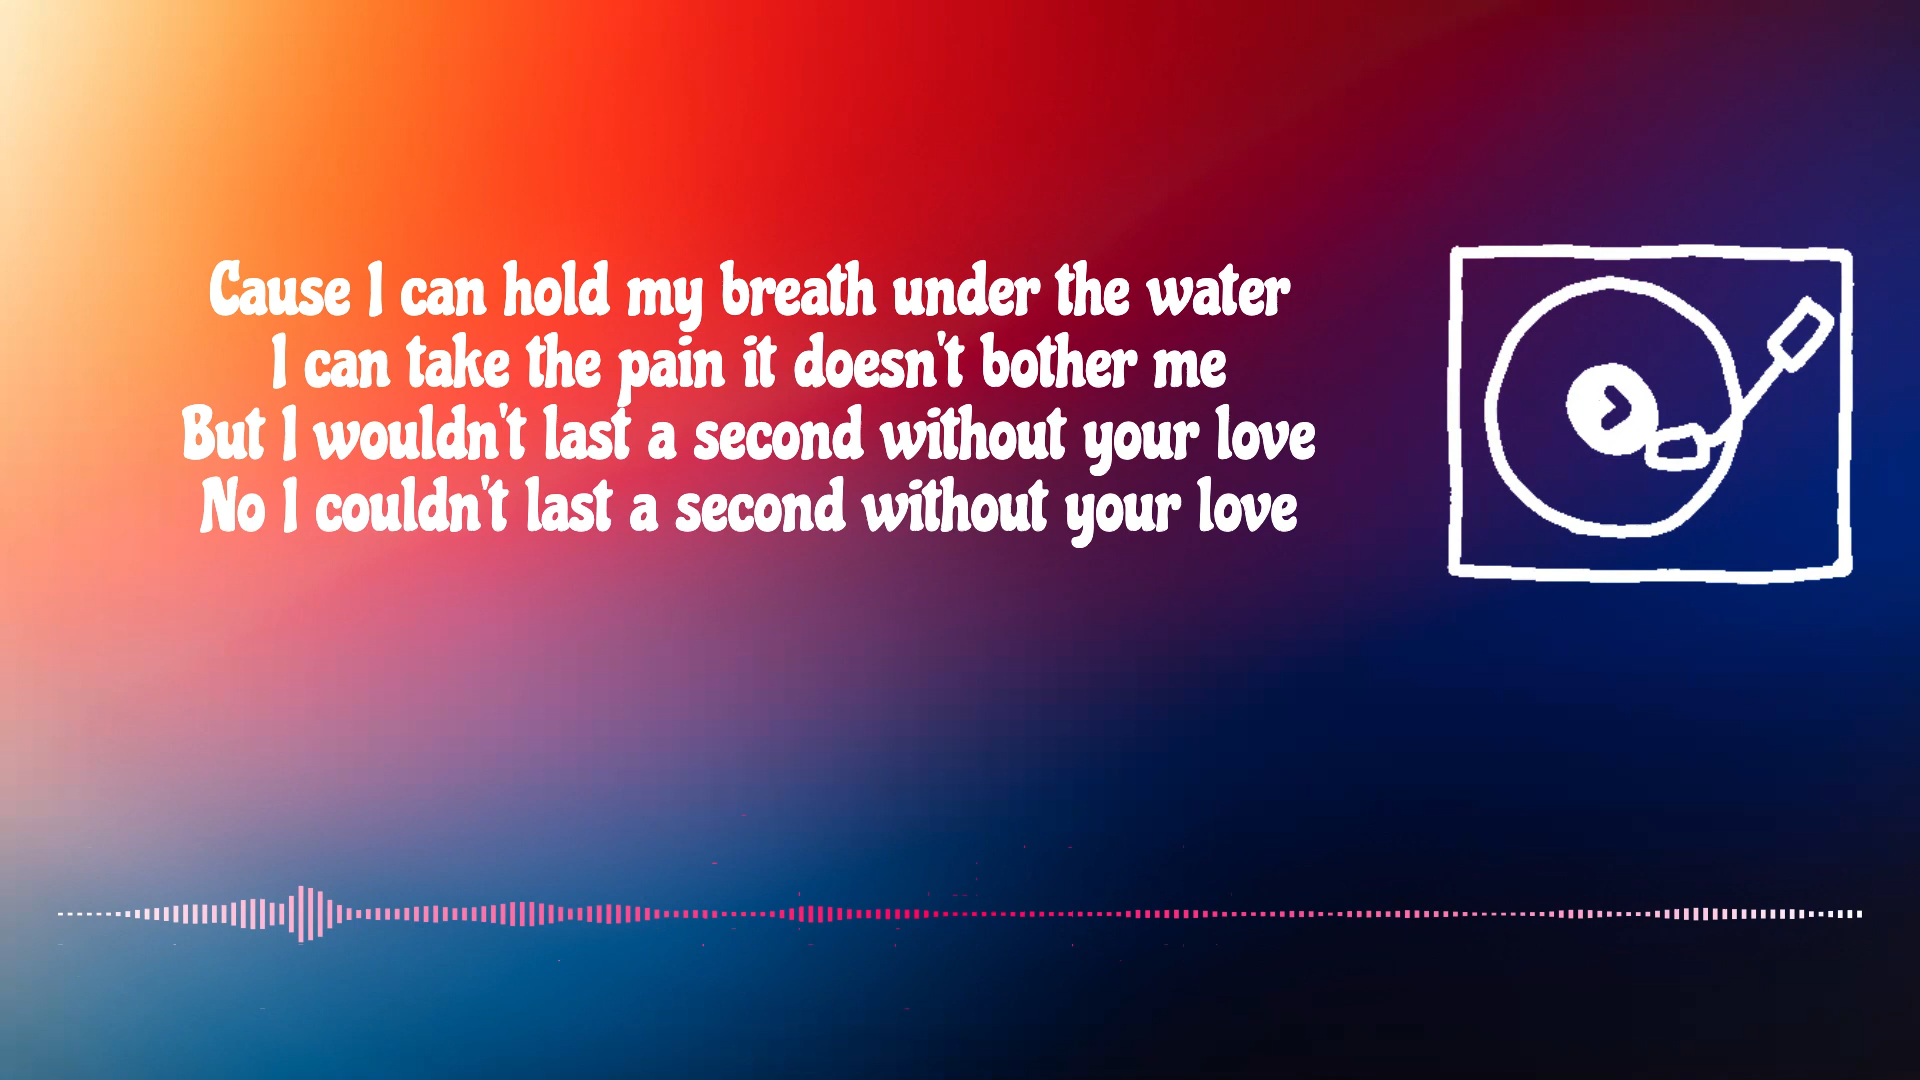 Cause I can hold my breath under the water
I can take the pain it doesn't bother me
But I wouldn't last a second without your love
No I couldn't last a second without your love